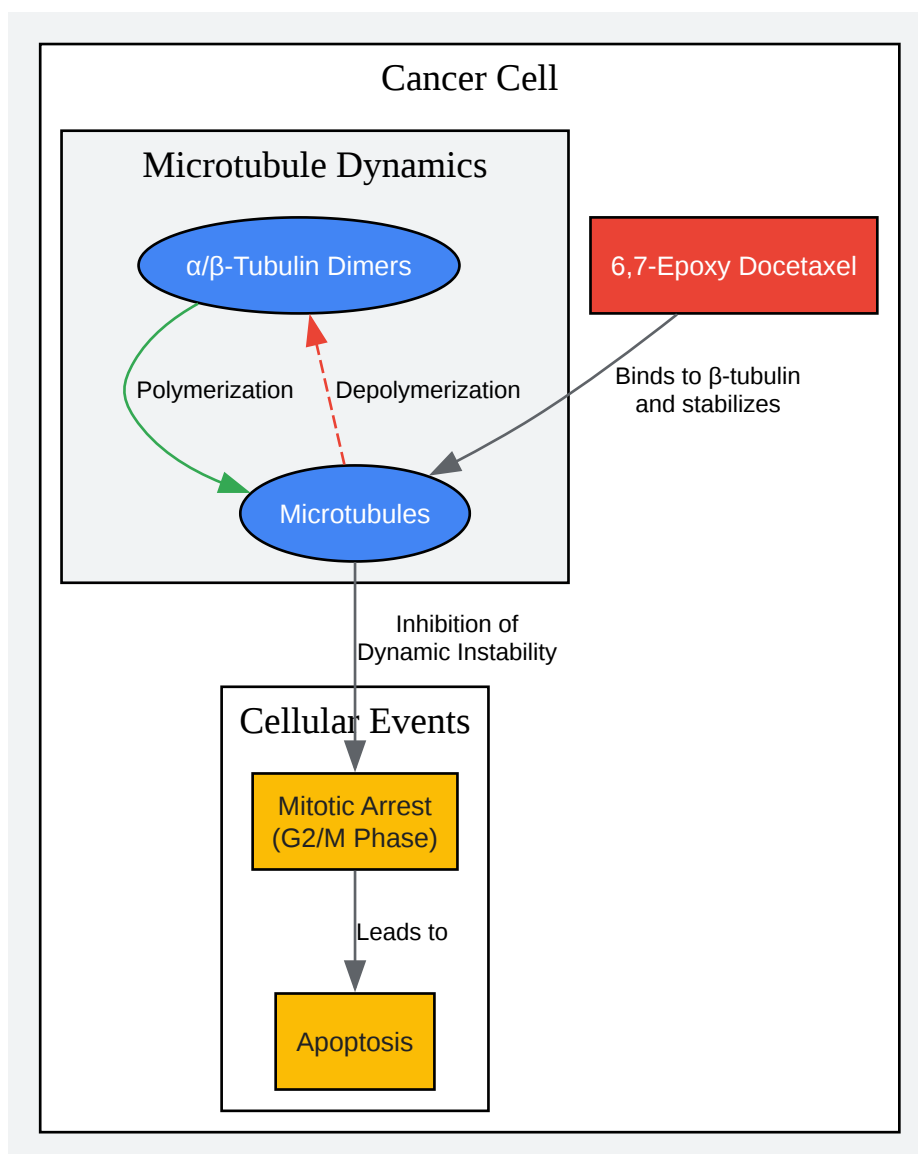 Cancer Cell
Microtubule Dynamics
α/β-Tubulin Dimers
6,7-Epoxy Docetaxel
Polymerization
Depolymerization
Binds to β-tubulin
and stabilizes
Microtubules
Inhibition of
Dynamic Instability
Cellular Events
Mitotic Arrest
(G2/M Phase)
Leads to
Apoptosis